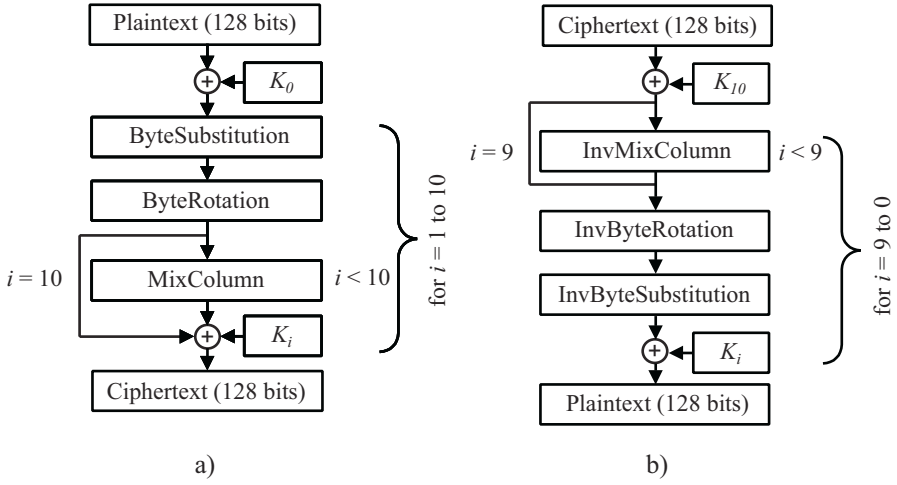 Plaintext (128 bits)
K0
ByteSubstitution
ByteRotation
i = 10
MixColumn
i < 10
for i = 1 to 10
Ki
Ciphertext (128 bits)
a)
Ciphertext (128 bits)
K10
i = 9
InvMixColumn
i < 9
InvByteRotation
for i = 9 to 0
InvByteSubstitution
Ki
Plaintext (128 bits)
b)